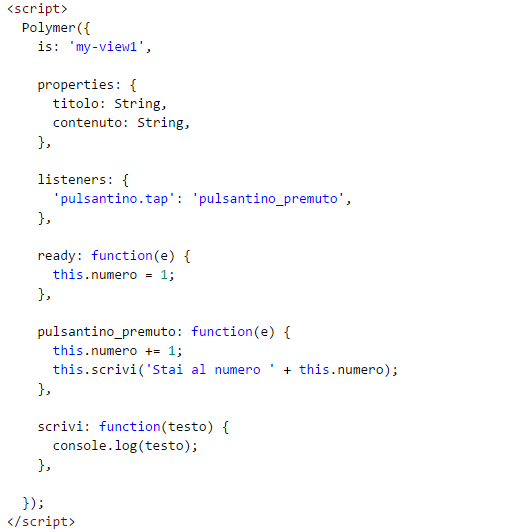 <script>
  Polymer({
    is: 'my-view1',

    properties: {
      titolo: String,
      contenuto: String,
    },

    listeners: {
      'pulsantino.tap': 'pulsantino_premuto',
    },

    ready: function(e) {
      this.numero = 1;
    },

    pulsantino_premuto: function(e) {
      this.numero += 1;
      this.scrivi('Stai al numero ' + this.numero);
    },

    scrivi: function(testo) {
      console.log(testo);
    },

  });
</script>